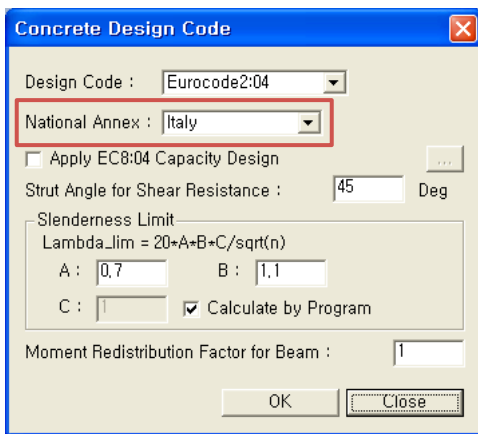 Concrete Design Code
Design Code : Eurocode2:04
National Annex : Italy
Apply EC8:04 Capacity Design ...
Strut Angle for Shear Resistance : 45 Deg
Slenderness Limit
Lambda_lim = 20*A*B*C/sqrt(n)
A : 0,7 B : 1,1
C : 1 Calculate by Program
Moment Redistribution Factor for Beam : 1
OK Close